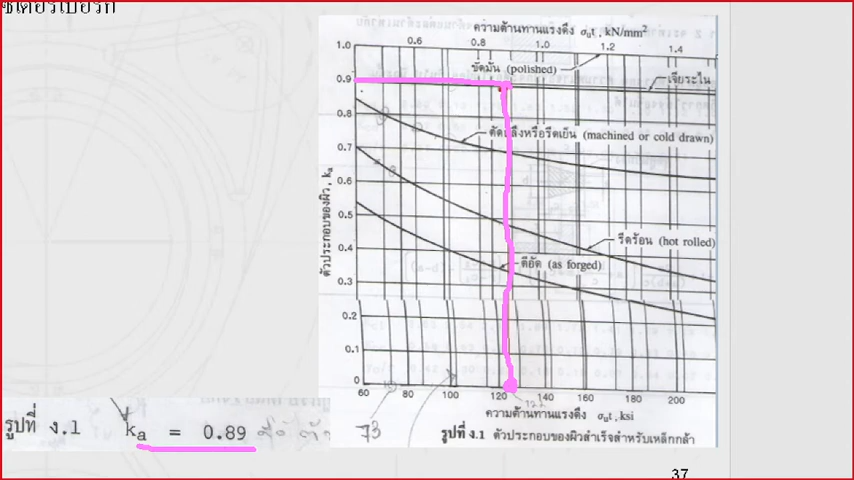 ความต้านทานแรงดึง σut, kN/mm²
0.6 0.8 1.0 1.2 1.4
1.0
ขัดมัน (polished)
เจียระไน
0.9
0.8
ตัดกลึงหรือรีดเย็น (machined or cold drawn)
0.7
0.6
0.5
รีดร้อน (hot rolled)
0.4
ตีอัด (as forged)
0.3
0.2
0.1
0
ตัวประกอบของผิว, ka
60 80 100 120 140 160 180 200
ความต้านทานแรงดึง σut, ksi
รูปที่ ง.1 ตัวประกอบของผิวสำเร็จสำหรับเหล็กกล้า
รูปที่ ง.1 ka = 0.89
73
37